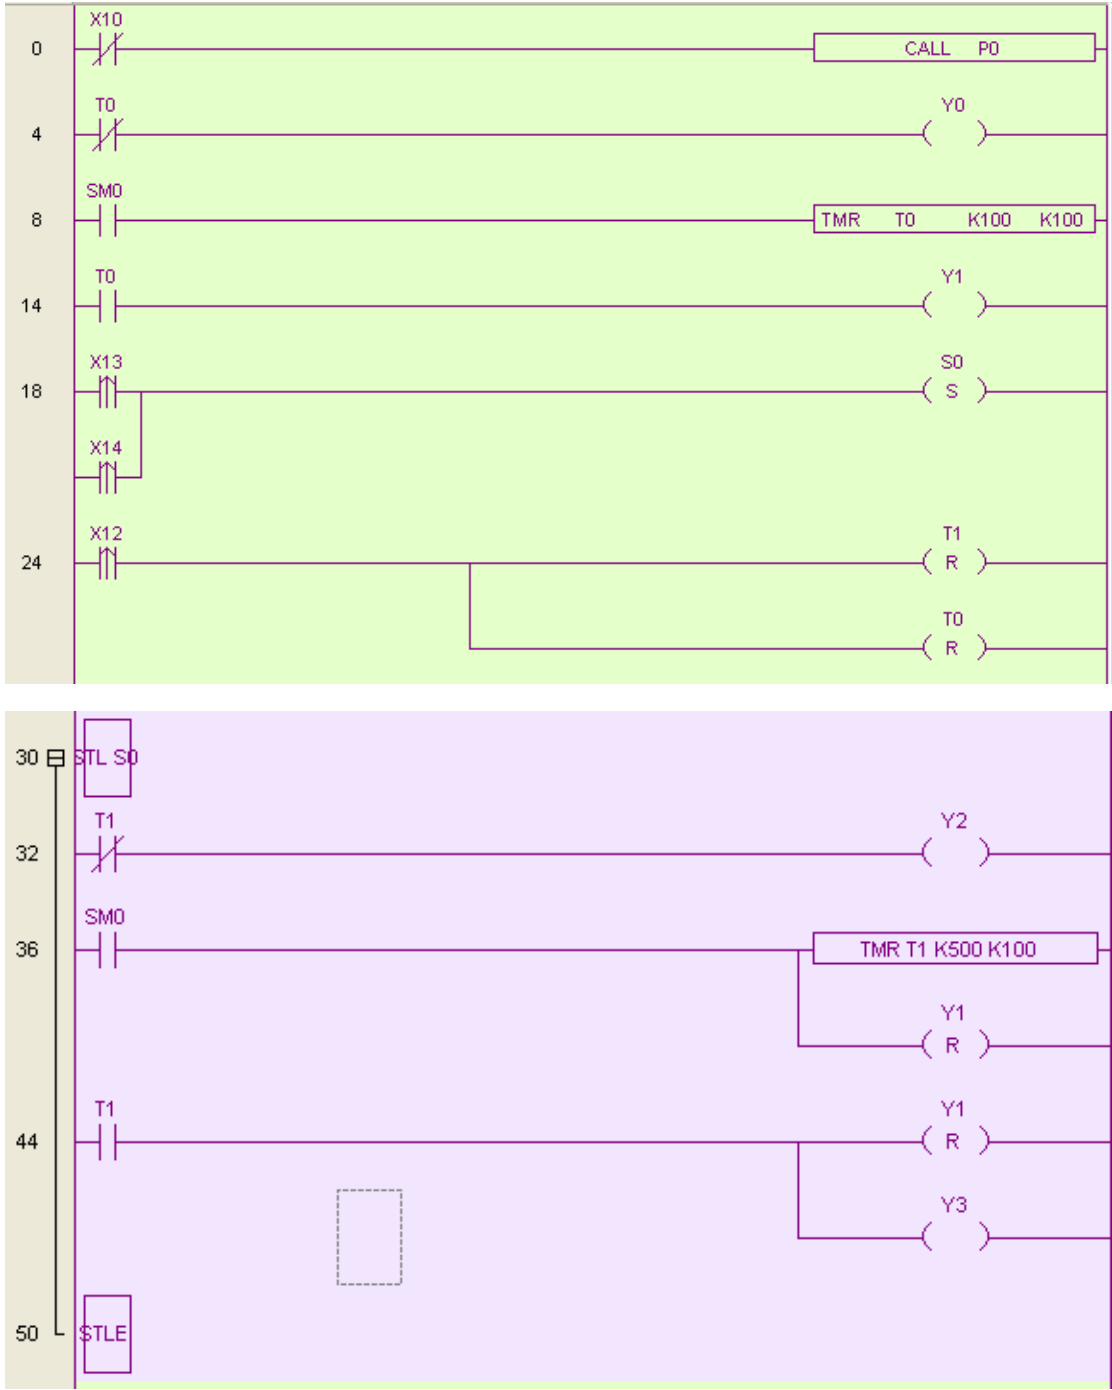 X10
0 CALL P0
T0 Y0
4
SM0
8 TMR T0 K100 K100
T0 Y1
14
X13 S0
18 S
X14
X12 T1
24 R
T0
R
30 STL S0
T1 Y2
32
SM0
36 TMR T1 K500 K100
Y1
R
T1 Y1
44 R
Y3
50 STLE